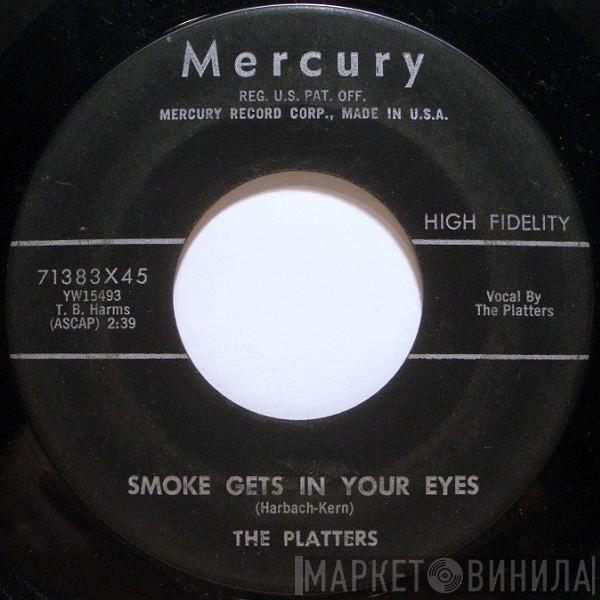 Mercury
REG. U.S. PAT. OFF.
MERCURY RECORD CORP., MADE IN U.S.A.
HIGH FIDELITY
71383X45
YW15493
T. B. Harms
(ASCAP) 2:39
Vocal By
The Platters
SMOKE GETS IN YOUR EYES
(Harbach-Kern)
THE PLATTERS
МАРКЕТ ВИНИЛА